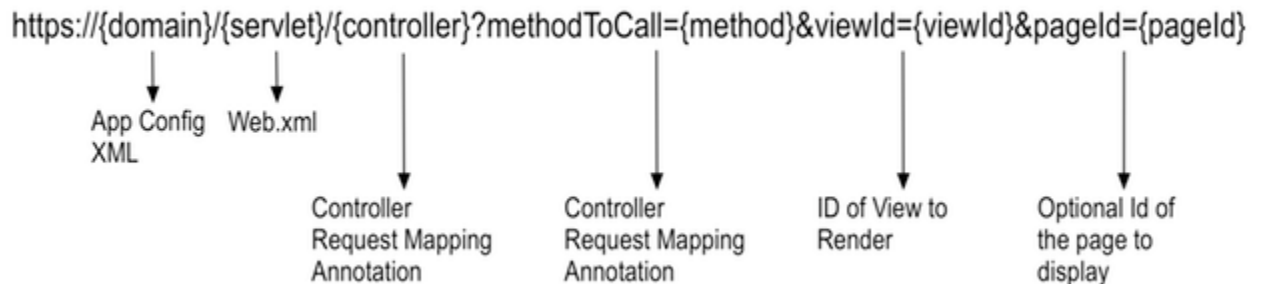 https://{domain}/{servlet}/{controller}?methodToCall={method}&viewId={viewId}&pageId={pageId}
App Config
XML
Web.xml
Controller
Request Mapping
Annotation
Controller
Request Mapping
Annotation
ID of View to
Render
Optional Id of
the page to
display